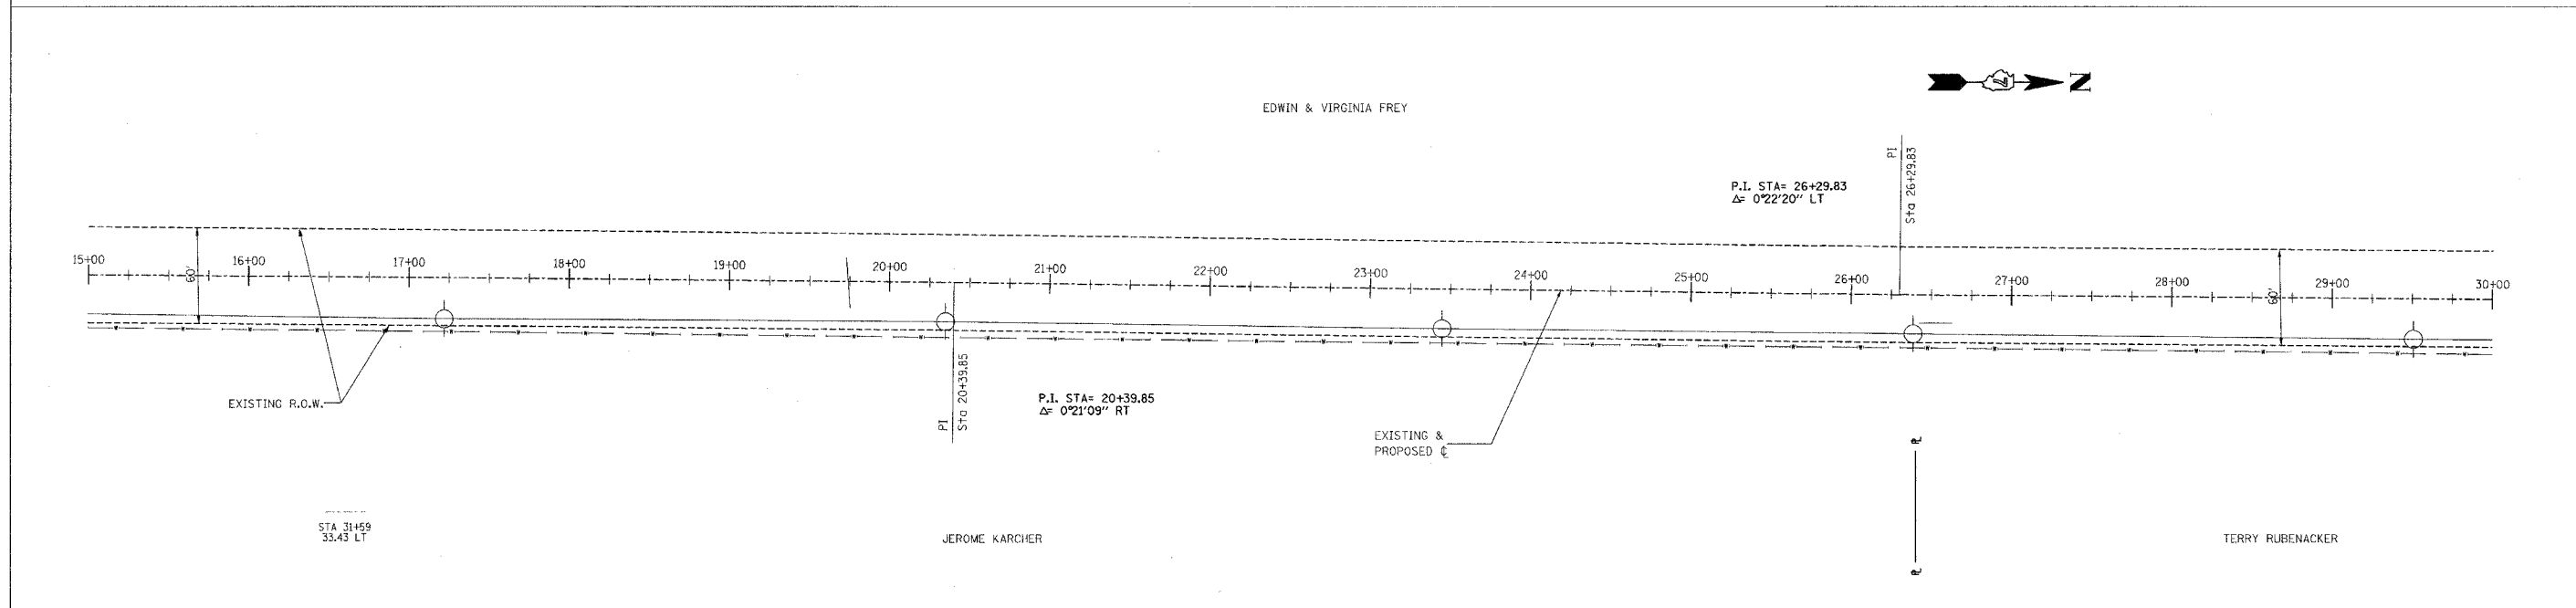 N
EDWIN & VIRGINIA FREY
PI
Sta 26+29.83
P.I. STA= 26+29.83
Δ= 0°22'20" LT
15+00
16+00
17+00
18+00
19+00
20+00
21+00
22+00
23+00
24+00
25+00
26+00
27+00
28+00
29+00
30+00
60'
60'
PI
Sta 20+39.85
EXISTING R.O.W.
P.I. STA= 20+39.85
Δ= 0°21'09" RT
EXISTING &
PROPOSED ℄
PL
STA 31+59
33.43 LT
JEROME KARCHER
TERRY RUBENACKER
PL